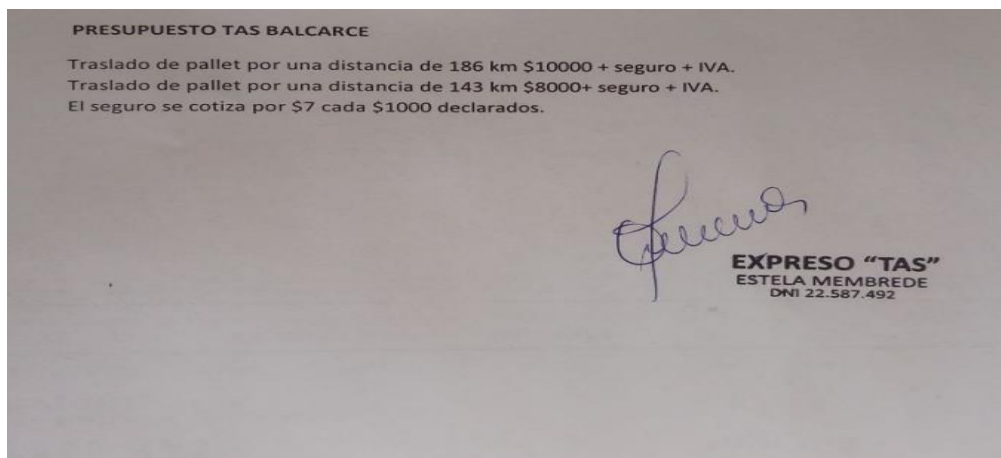 PRESUPUESTO TAS BALCARCE
Traslado de pallet por una distancia de 186 km $10000 + seguro + IVA.
Traslado de pallet por una distancia de 143 km $8000+ seguro + IVA.
El seguro se cotiza por $7 cada $1000 declarados.
EXPRESO “TAS”
ESTELA MEMBREDE
DNI 22.587.492